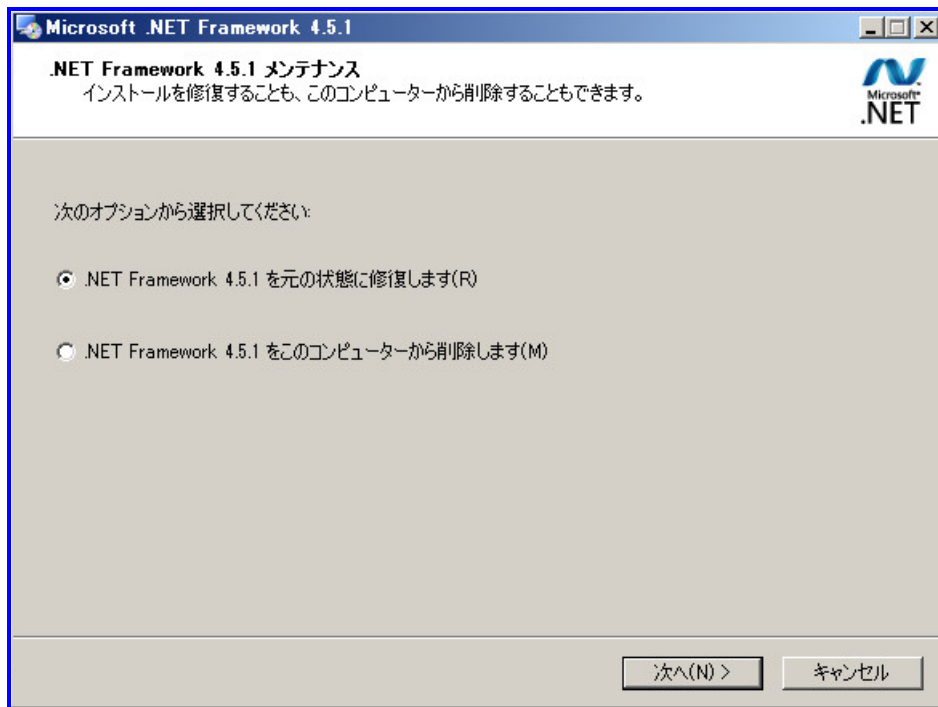 Microsoft .NET Framework 4.5.1
.NET Framework 4.5.1 メンテナンス
インストールを修復することも、このコンピューターから削除することもできます。
Microsoft
.NET
次のオプションから選択してください:
.NET Framework 4.5.1 を元の状態に修復します(R)
.NET Framework 4.5.1 をこのコンピューターから削除します(M)
次へ(N) >
キャンセル